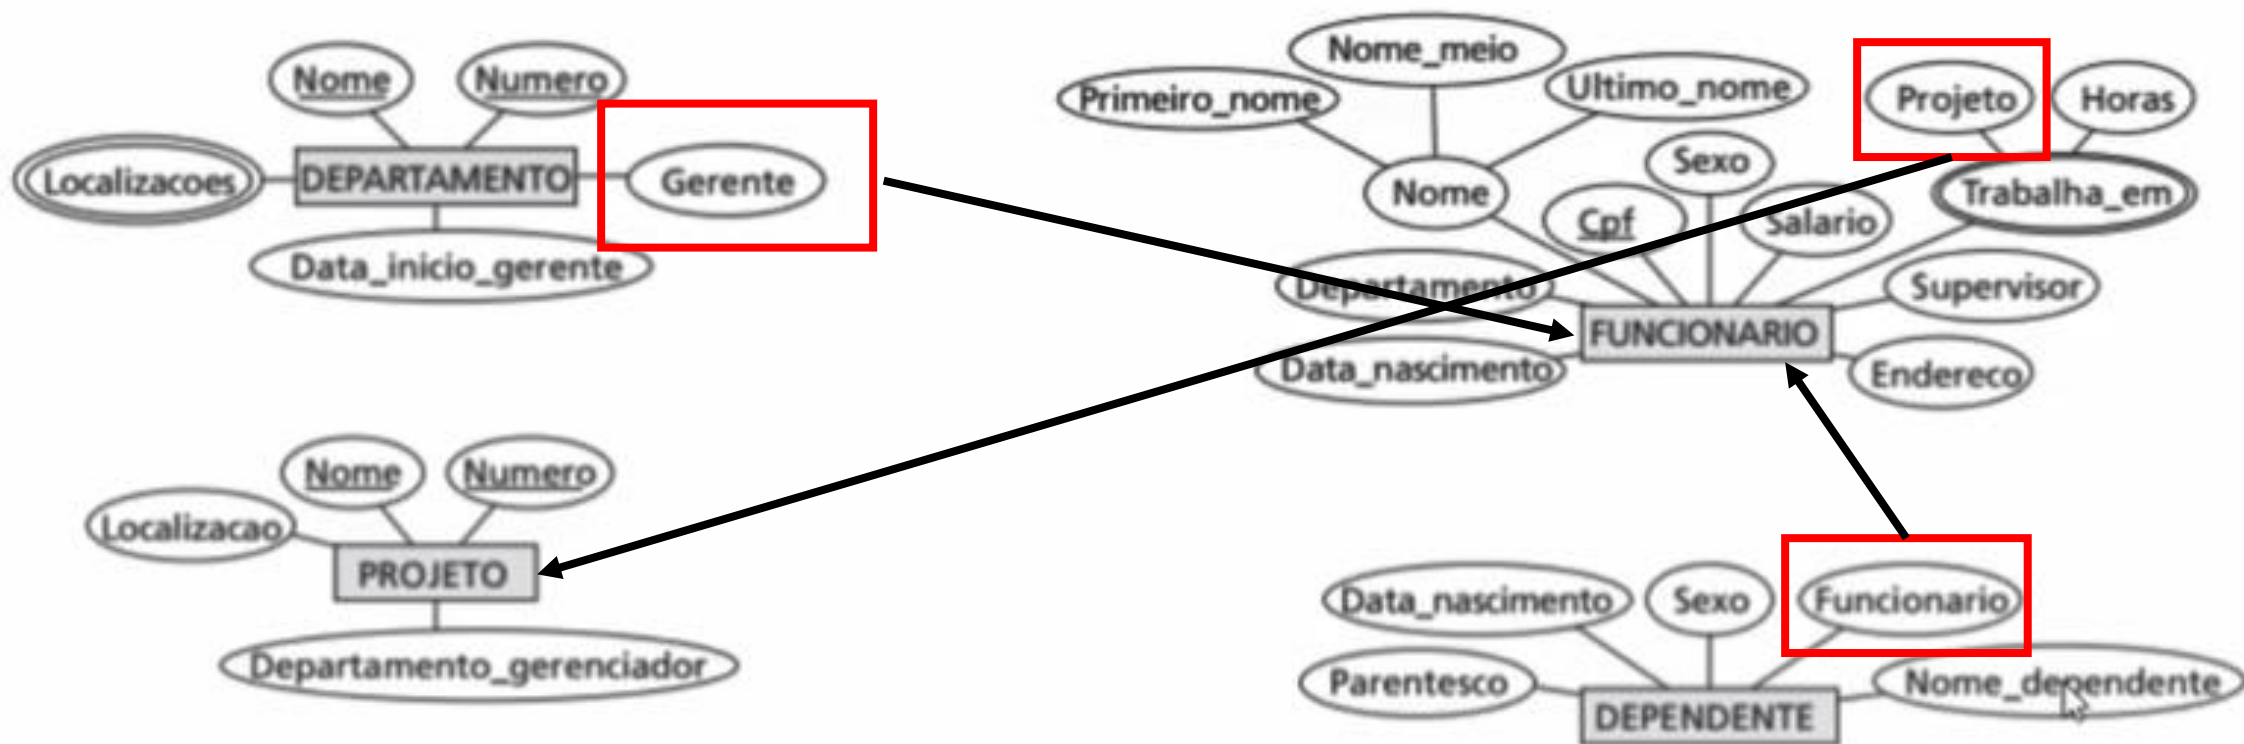 Nome
Numero
Localizacoes
DEPARTAMENTO
Gerente
Data_inicio_gerente
Nome_meio
Primeiro_nome
Ultimo_nome
Projeto
Horas
Nome
Sexo
Cpf
Salario
Trabalha_em
Departamento
Supervisor
FUNCIONARIO
Data_nascimento
Endereco
Nome
Numero
Localizacao
PROJETO
Departamento_gerenciador
Data_nascimento
Sexo
Funcionario
Parentesco
Nome_dependente
DEPENDENTE